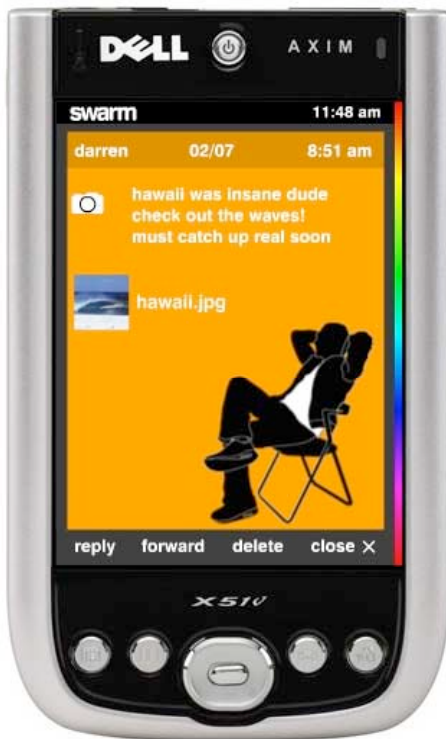 DELL AXIM
swarm 11:48 am
darren 02/07 8:51 am
hawaii was insane dude
check out the waves!
must catch up real soon
hawaii.jpg
reply forward delete close ×
X51v